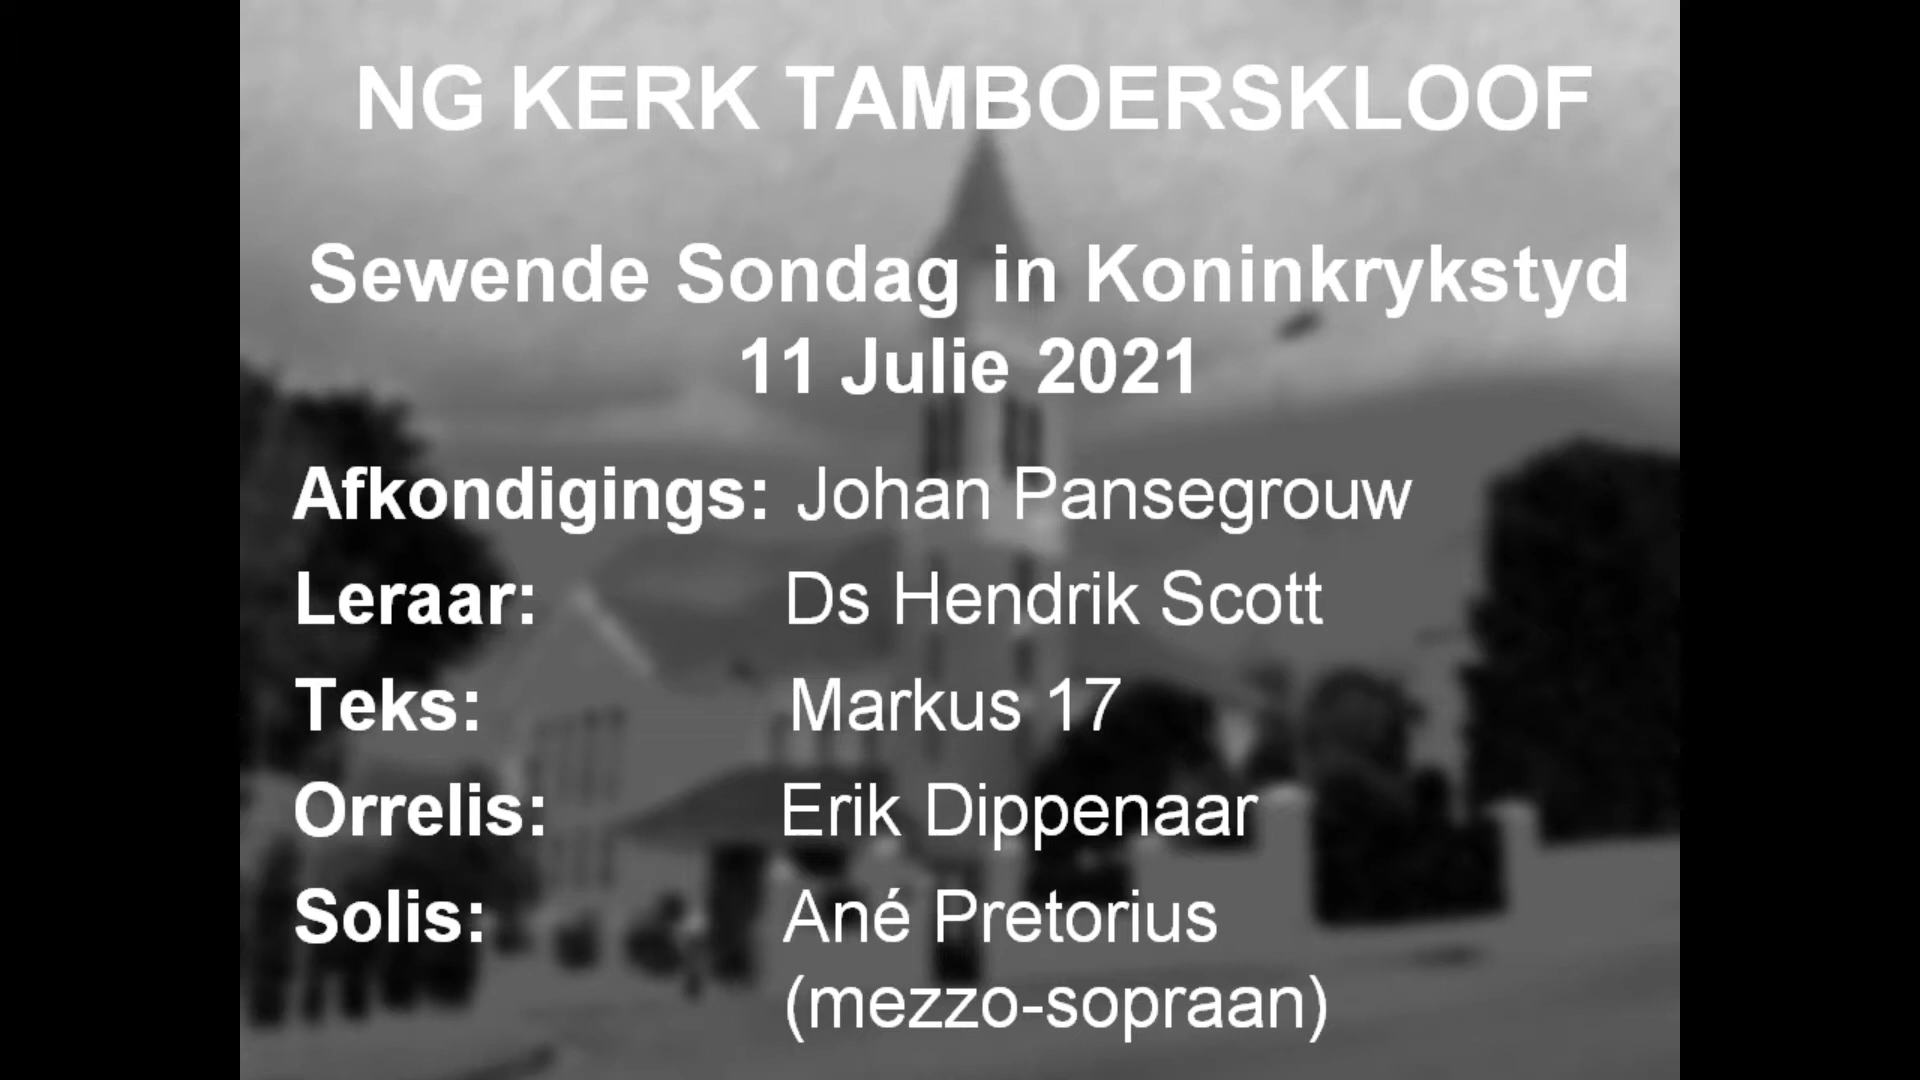 NG KERK TAMBOERSKLOOF
Sewende Sondag in Koninkrykstyd
11 Julie 2021
Afkondigings: Johan Pansegrouw
Leraar: Ds Hendrik Scott
Teks: Markus 17
Orrelis: Erik Dippenaar
Solis: Ané Pretorius
(mezzo-sopraan)